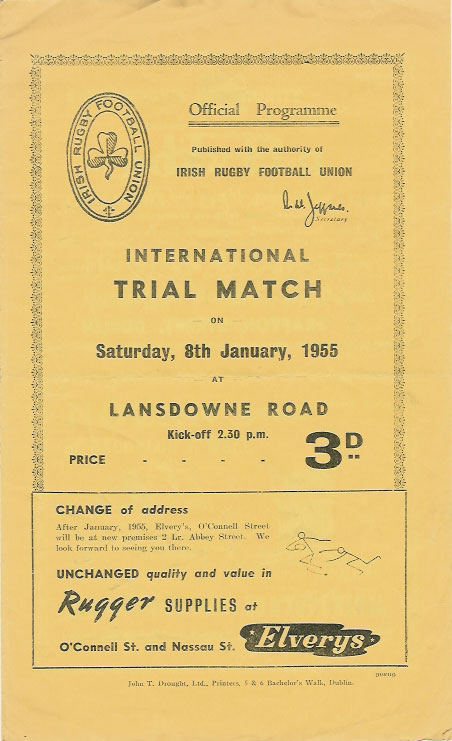 IRISH RUGBY FOOTBALL UNION
Official Programme
Published with the authority of
IRISH RUGBY FOOTBALL UNION
Secretary
INTERNATIONAL
TRIAL MATCH
— ON —
Saturday, 8th January, 1955
AT
LANSDOWNE ROAD
Kick-off 2.30 p.m.
PRICE - - - - 3D.
CHANGE of address
After January, 1955, Elvery's, O'Connell Street
will be at new premises 2 Lr. Abbey Street. We
look forward to seeing you there.
UNCHANGED quality and value in
Rugger SUPPLIES at
O'Connell St. and Nassau St. Elverys
John T. Drought, Ltd., Printers, 5 & 6 Bachelor's Walk, Dublin.